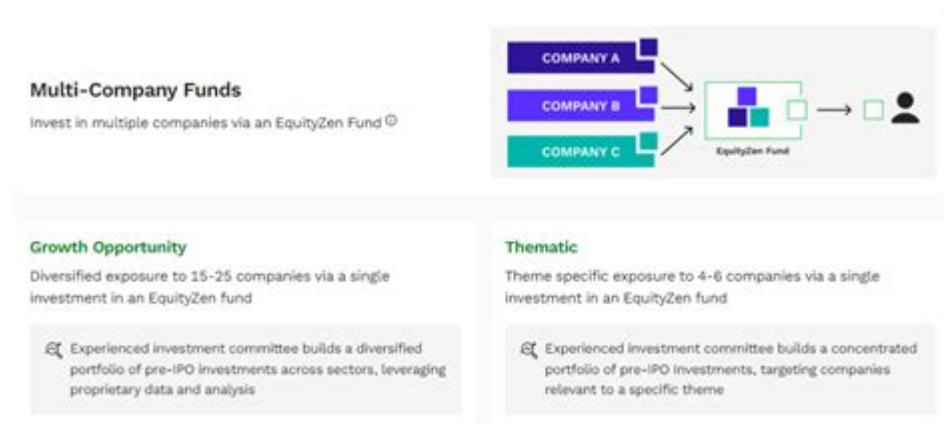 Multi-Company Funds
Invest in multiple companies via an EquityZen Fund
COMPANY A
COMPANY B
COMPANY C
EquityZen Fund
Growth Opportunity
Diversified exposure to 15-25 companies via a single
investment in an EquityZen fund
Experienced investment committee builds a diversified
portfolio of pre-IPO investments across sectors, leveraging
proprietary data and analysis
Thematic
Theme specific exposure to 4-6 companies via a single
investment in an EquityZen fund
Experienced investment committee builds a concentrated
portfolio of pre-IPO Investments, targeting companies
relevant to a specific theme